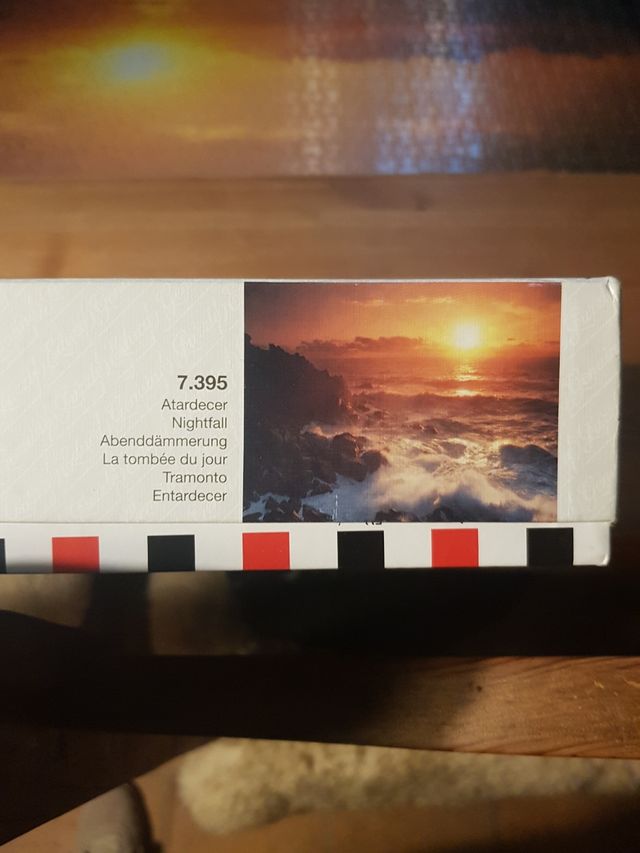 7.395
Atardecer
Nightfall
Abenddämmerung
La tombée du jour
Tramonto
Entardecer